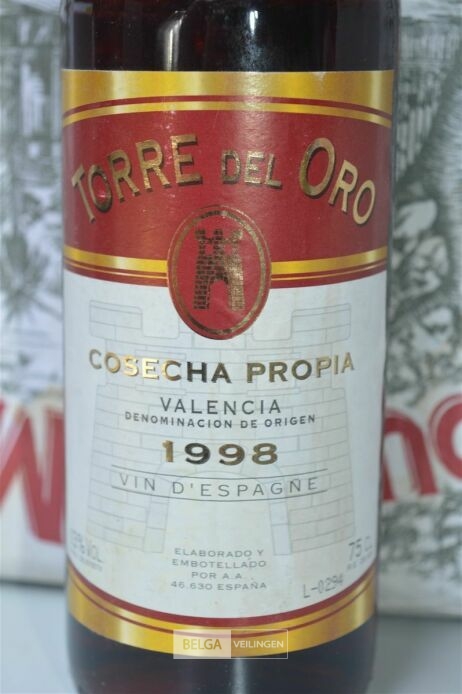 TORRE DEL ORO
COSECHA PROPIA
VALENCIA
DENOMINACION DE ORIGEN
1998
VIN D'ESPAGNE
% VOL
75 CL
ELABORADO Y
EMBOTELLADO
POR A.A.
46.630 ESPAÑA
L-0294
BELGA VEILINGEN